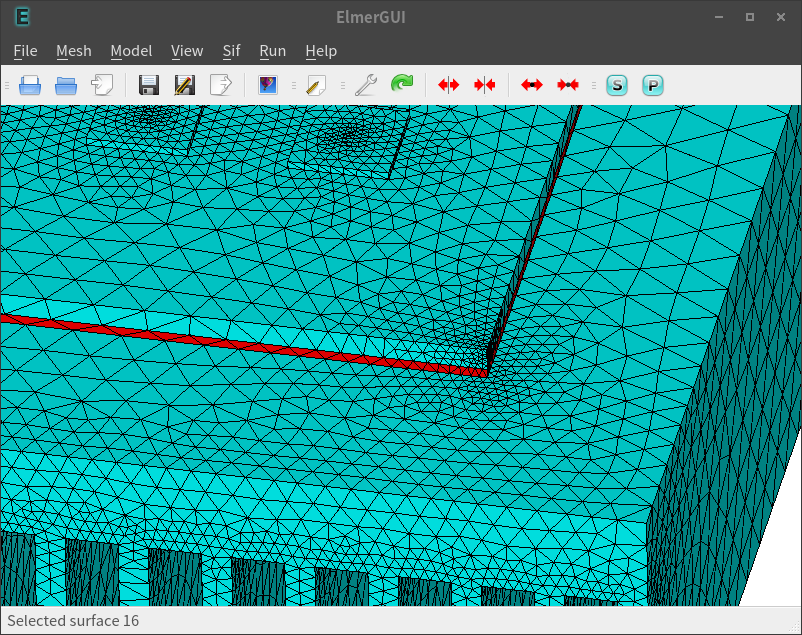 E ElmerGUI
File Mesh Model View Sif Run Help
S P
Selected surface 16